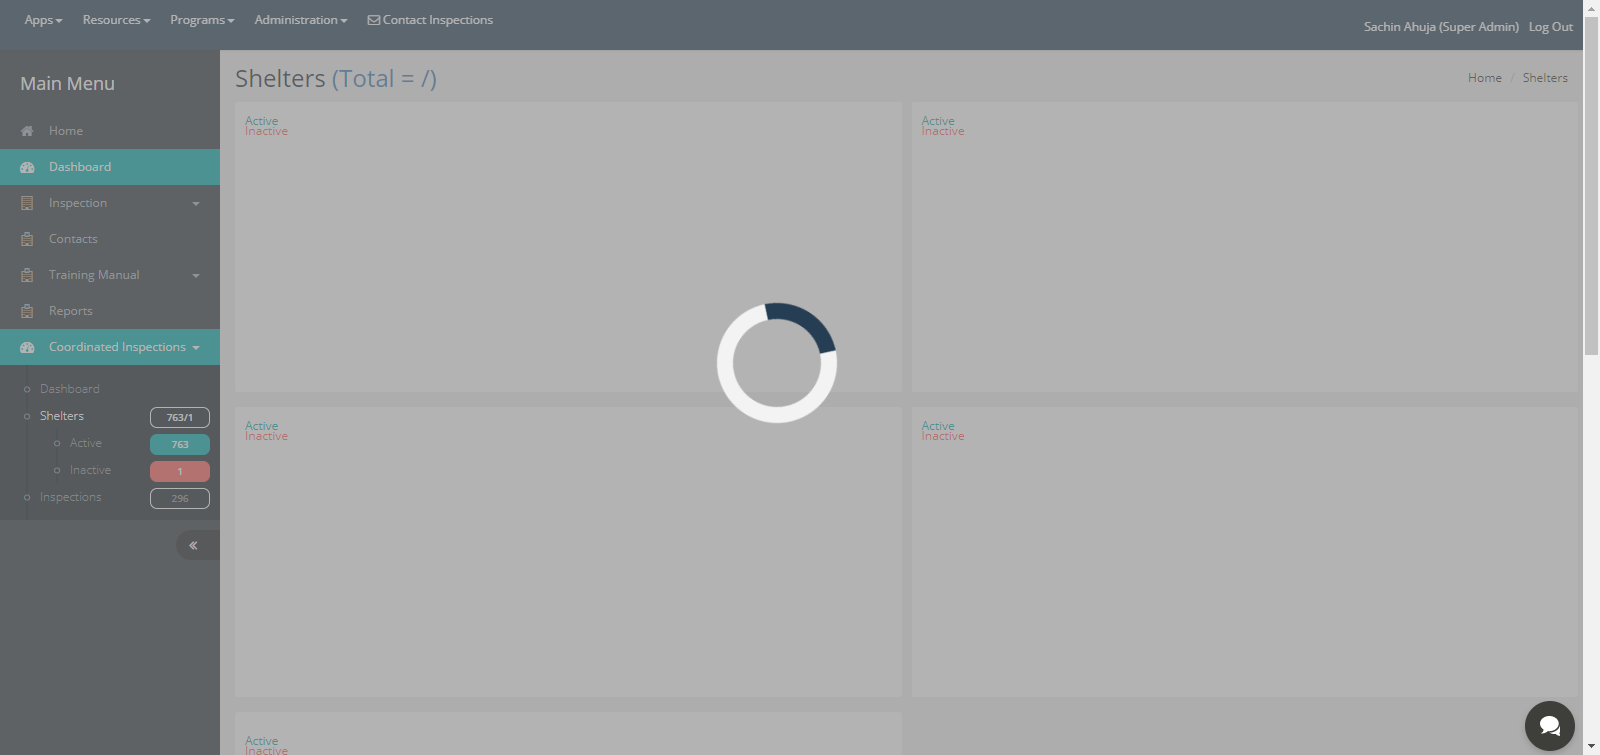 Apps Resources Programs Administration Contact Inspections
Sachin Ahuja (Super Admin) Log Out
Main Menu
Home
Dashboard
Inspection
Contacts
Training Manual
Reports
Coordinated Inspections
Dashboard
Shelters 763/1
Active 763
Inactive 1
Inspections 296
Shelters (Total = /)
Home / Shelters
Active
Inactive
Active
Inactive
Active
Inactive
Active
Inactive
Active
Inactive